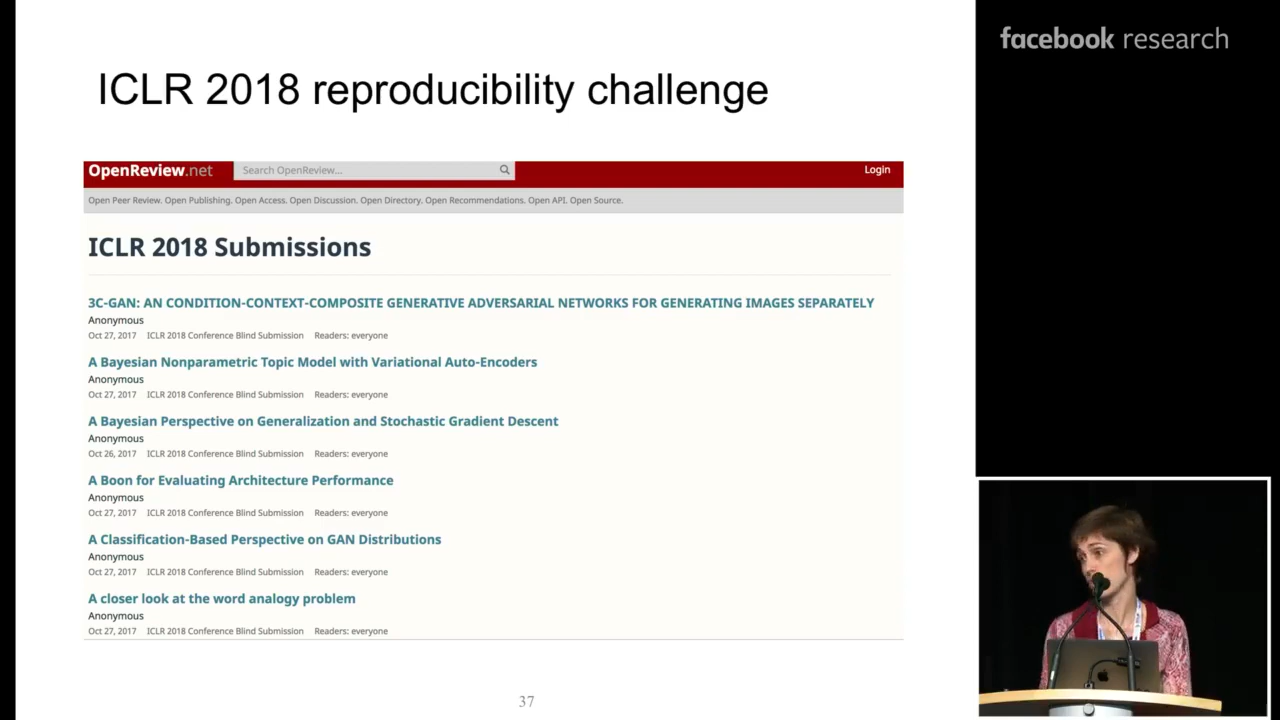 facebook research
ICLR 2018 reproducibility challenge
OpenReview.net Search OpenReview... Login
Open Peer Review. Open Publishing. Open Access. Open Discussion. Open Directory. Open Recommendations. Open API. Open Source.
ICLR 2018 Submissions
3C-GAN: AN CONDITION-CONTEXT-COMPOSITE GENERATIVE ADVERSARIAL NETWORKS FOR GENERATING IMAGES SEPARATELY
Anonymous
Oct 27, 2017 ICLR 2018 Conference Blind Submission Readers: everyone
A Bayesian Nonparametric Topic Model with Variational Auto-Encoders
Anonymous
Oct 27, 2017 ICLR 2018 Conference Blind Submission Readers: everyone
A Bayesian Perspective on Generalization and Stochastic Gradient Descent
Anonymous
Oct 26, 2017 ICLR 2018 Conference Blind Submission Readers: everyone
A Boon for Evaluating Architecture Performance
Anonymous
Oct 27, 2017 ICLR 2018 Conference Blind Submission Readers: everyone
A Classification-Based Perspective on GAN Distributions
Anonymous
Oct 27, 2017 ICLR 2018 Conference Blind Submission Readers: everyone
A closer look at the word analogy problem
Anonymous
Oct 27, 2017 ICLR 2018 Conference Blind Submission Readers: everyone
37